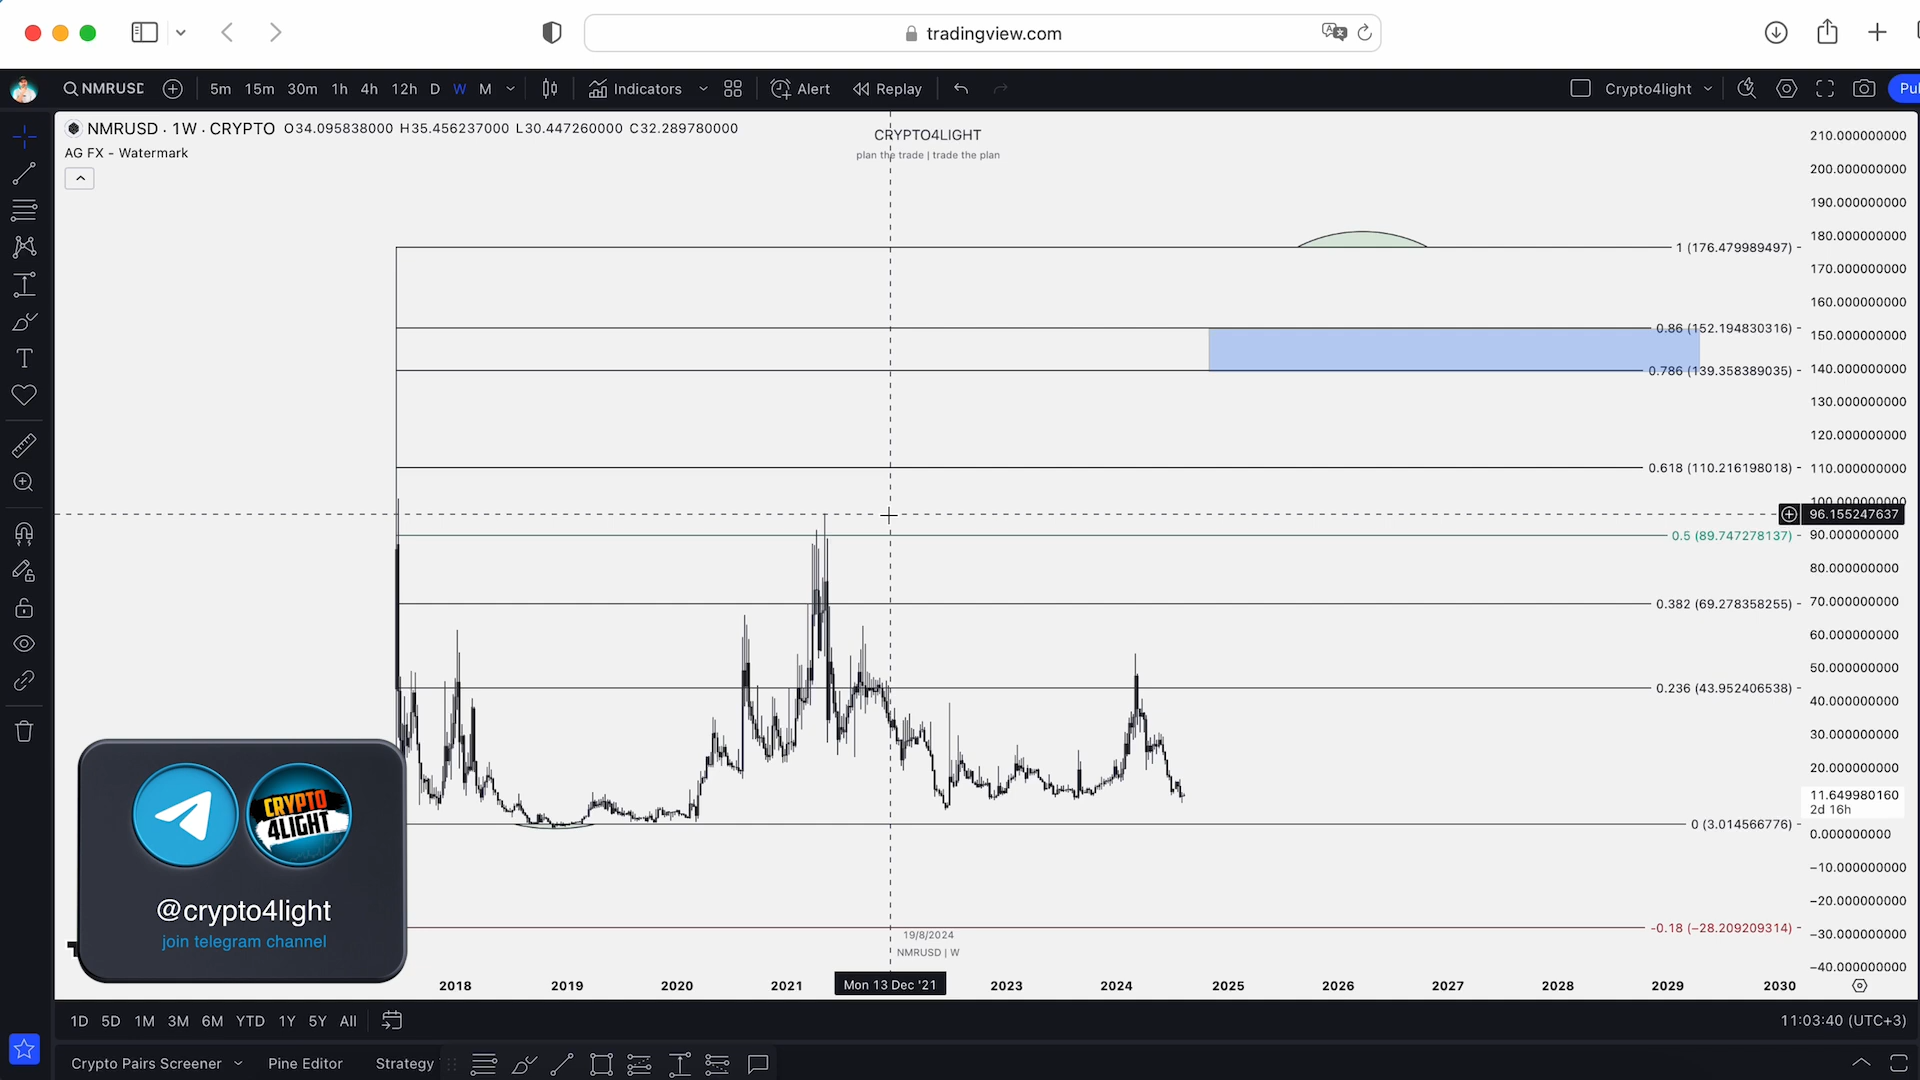 tradingview.com
NMRUSD
5m 15m 30m 1h 4h 12h D W M Indicators Alert Replay Crypto4light
NMRUSD · 1W · CRYPTO O34.095838000 H35.456237000 L30.447260000 C32.289780000
AG FX - Watermark
CRYPTO4LIGHT
plan the trade | trade the plan
1 (176.479989497)
0.86 (152.194830316)
0.786 (139.358389035)
0.618 (110.216198018)
0.5 (89.747278137)
0.382 (69.278358255)
0.236 (43.952406538)
0 (3.014566776)
-0.18 (−28.209209314)
210.000000000
200.000000000
190.000000000
180.000000000
170.000000000
160.000000000
150.000000000
140.000000000
130.000000000
120.000000000
110.000000000
100.000000000
96.155247637
90.000000000
80.000000000
70.000000000
60.000000000
50.000000000
40.000000000
30.000000000
20.000000000
11.649980160
2d 16h
0.000000000
−10.000000000
−20.000000000
−30.000000000
−40.000000000
CRYPTO
4LIGHT
@crypto4light
join telegram channel
19/8/2024
NMRUSD | W
2018 2019 2020 2021 Mon 13 Dec '21 2023 2024 2025 2026 2027 2028 2029 2030
1D 5D 1M 3M 6M YTD 1Y 5Y All 11:03:40 (UTC+3)
Crypto Pairs Screener Pine Editor Strategy